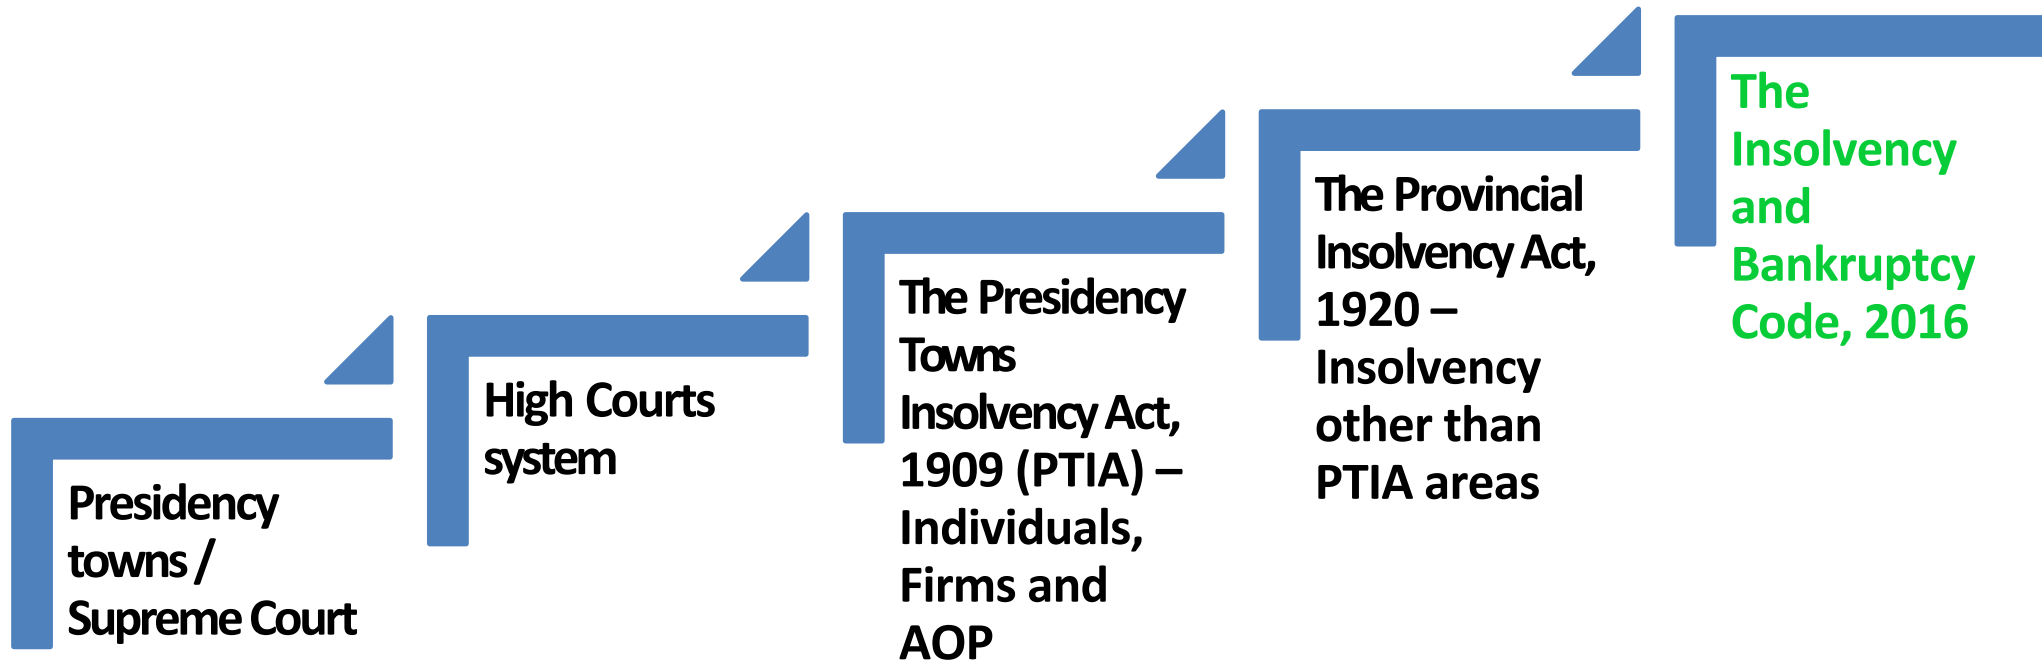 Presidency
towns /
Supreme Court
High Courts
system
The Presidency
Towns
Insolvency Act,
1909 (PTIA) –
Individuals,
Firms and
AOP
The Provincial
Insolvency Act,
1920 –
Insolvency
other than
PTIA areas
The
Insolvency
and
Bankruptcy
Code, 2016